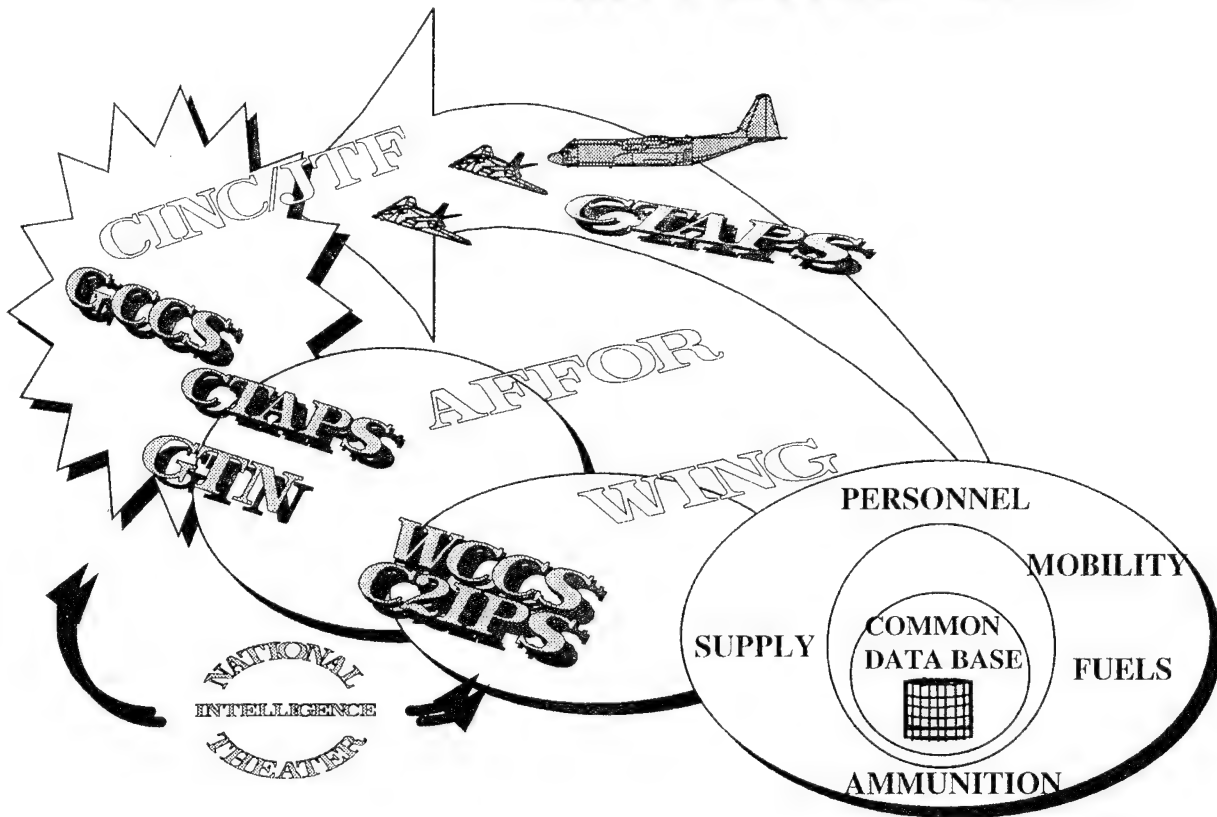 CINC/JTF
CTAPS
GCCS
AFFOR
CTAPS
GTN
WING
WCCS
C2IPS
PERSONNEL
MOBILITY
SUPPLY
COMMON
DATA BASE
FUELS
AMMUNITION
NATIONAL
INTELLIGENCE
THEATER